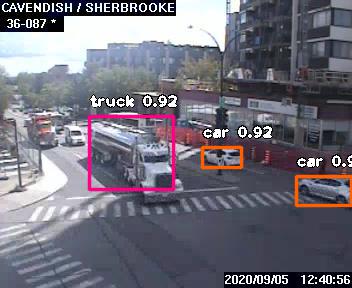 CAVENDISH / SHERBROOKE
36-087 *
truck 0.92
car 0.92
car 0.9
2020/09/05 12:40:56